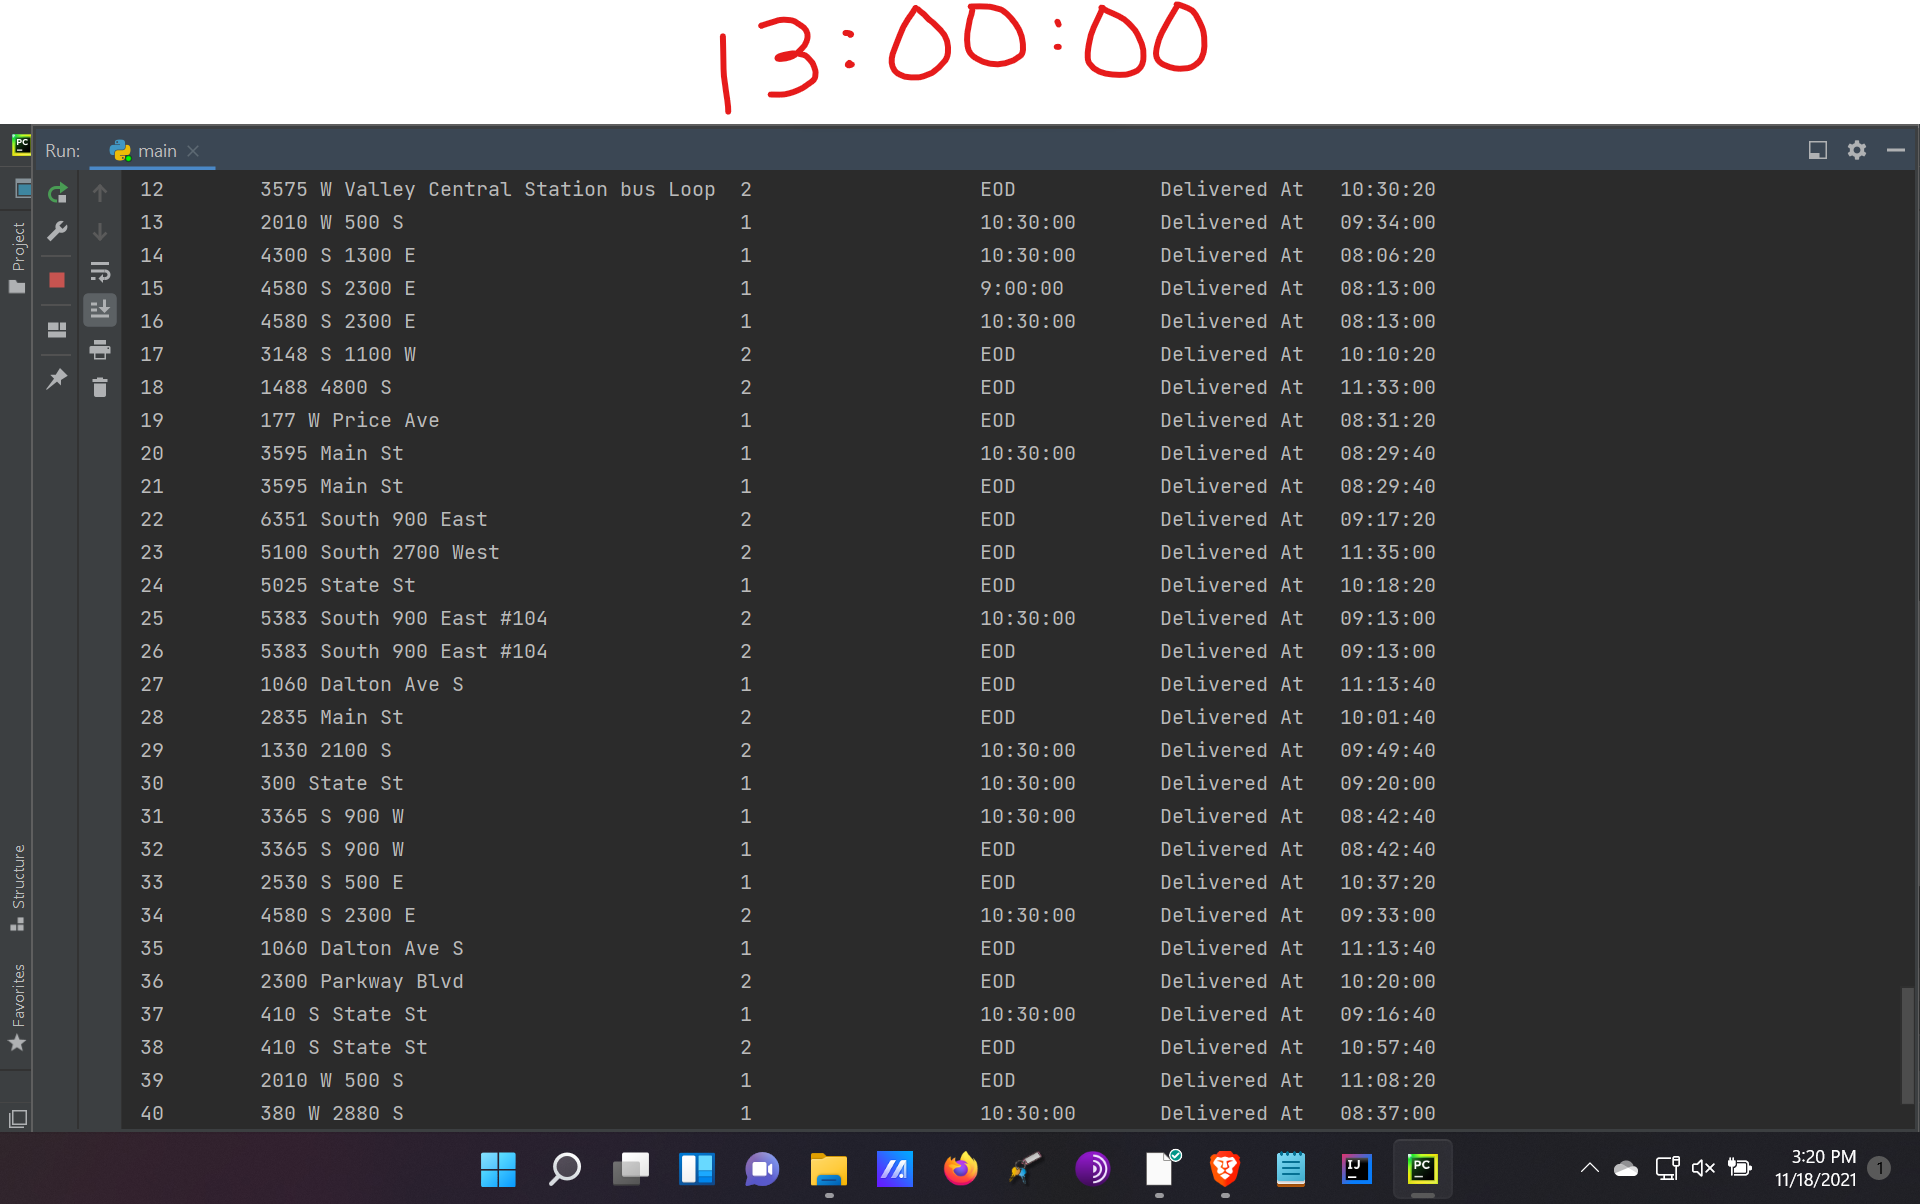 13:00:00
PC
Run: main
12 3575 W Valley Central Station bus Loop 2 EOD Delivered At 10:30:20
13 2010 W 500 S 1 10:30:00 Delivered At 09:34:00
14 4300 S 1300 E 1 10:30:00 Delivered At 08:06:20
15 4580 S 2300 E 1 9:00:00 Delivered At 08:13:00
16 4580 S 2300 E 1 10:30:00 Delivered At 08:13:00
17 3148 S 1100 W 2 EOD Delivered At 10:10:20
18 1488 4800 S 2 EOD Delivered At 11:33:00
19 177 W Price Ave 1 EOD Delivered At 08:31:20
20 3595 Main St 1 10:30:00 Delivered At 08:29:40
21 3595 Main St 1 EOD Delivered At 08:29:40
22 6351 South 900 East 2 EOD Delivered At 09:17:20
23 5100 South 2700 West 2 EOD Delivered At 11:35:00
24 5025 State St 1 EOD Delivered At 10:18:20
25 5383 South 900 East #104 2 10:30:00 Delivered At 09:13:00
26 5383 South 900 East #104 2 EOD Delivered At 09:13:00
27 1060 Dalton Ave S 1 EOD Delivered At 11:13:40
28 2835 Main St 2 EOD Delivered At 10:01:40
29 1330 2100 S 2 10:30:00 Delivered At 09:49:40
30 300 State St 1 10:30:00 Delivered At 09:20:00
31 3365 S 900 W 1 10:30:00 Delivered At 08:42:40
32 3365 S 900 W 1 EOD Delivered At 08:42:40
33 2530 S 500 E 1 EOD Delivered At 10:37:20
34 4580 S 2300 E 2 10:30:00 Delivered At 09:33:00
35 1060 Dalton Ave S 1 EOD Delivered At 11:13:40
36 2300 Parkway Blvd 2 EOD Delivered At 10:20:00
37 410 S State St 1 10:30:00 Delivered At 09:16:40
38 410 S State St 2 EOD Delivered At 10:57:40
39 2010 W 500 S 1 EOD Delivered At 11:08:20
40 380 W 2880 S 1 10:30:00 Delivered At 08:37:00
Project
Structure
Favorites
IJ
PC
3:20 PM
11/18/2021
1